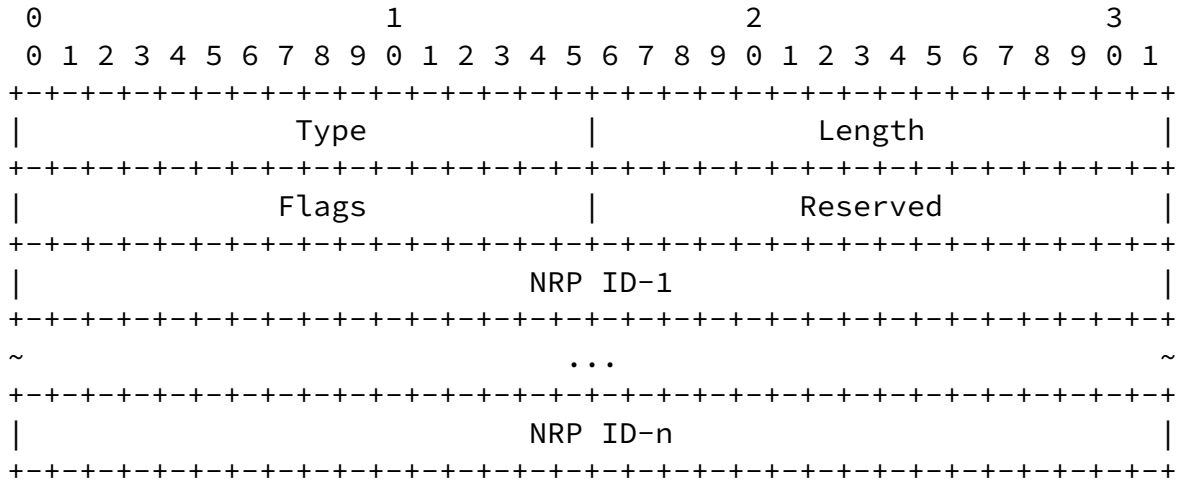 0                   1                   2                   3
 0 1 2 3 4 5 6 7 8 9 0 1 2 3 4 5 6 7 8 9 0 1 2 3 4 5 6 7 8 9 0 1
+-+-+-+-+-+-+-+-+-+-+-+-+-+-+-+-+-+-+-+-+-+-+-+-+-+-+-+-+-+-+-+-+
|              Type             |            Length             |
+-+-+-+-+-+-+-+-+-+-+-+-+-+-+-+-+-+-+-+-+-+-+-+-+-+-+-+-+-+-+-+-+
|             Flags             |           Reserved            |
+-+-+-+-+-+-+-+-+-+-+-+-+-+-+-+-+-+-+-+-+-+-+-+-+-+-+-+-+-+-+-+-+
|                            NRP ID-1                           |
+-+-+-+-+-+-+-+-+-+-+-+-+-+-+-+-+-+-+-+-+-+-+-+-+-+-+-+-+-+-+-+-+
~                              ...                              ~
+-+-+-+-+-+-+-+-+-+-+-+-+-+-+-+-+-+-+-+-+-+-+-+-+-+-+-+-+-+-+-+-+
|                            NRP ID-n                           |
+-+-+-+-+-+-+-+-+-+-+-+-+-+-+-+-+-+-+-+-+-+-+-+-+-+-+-+-+-+-+-+-+